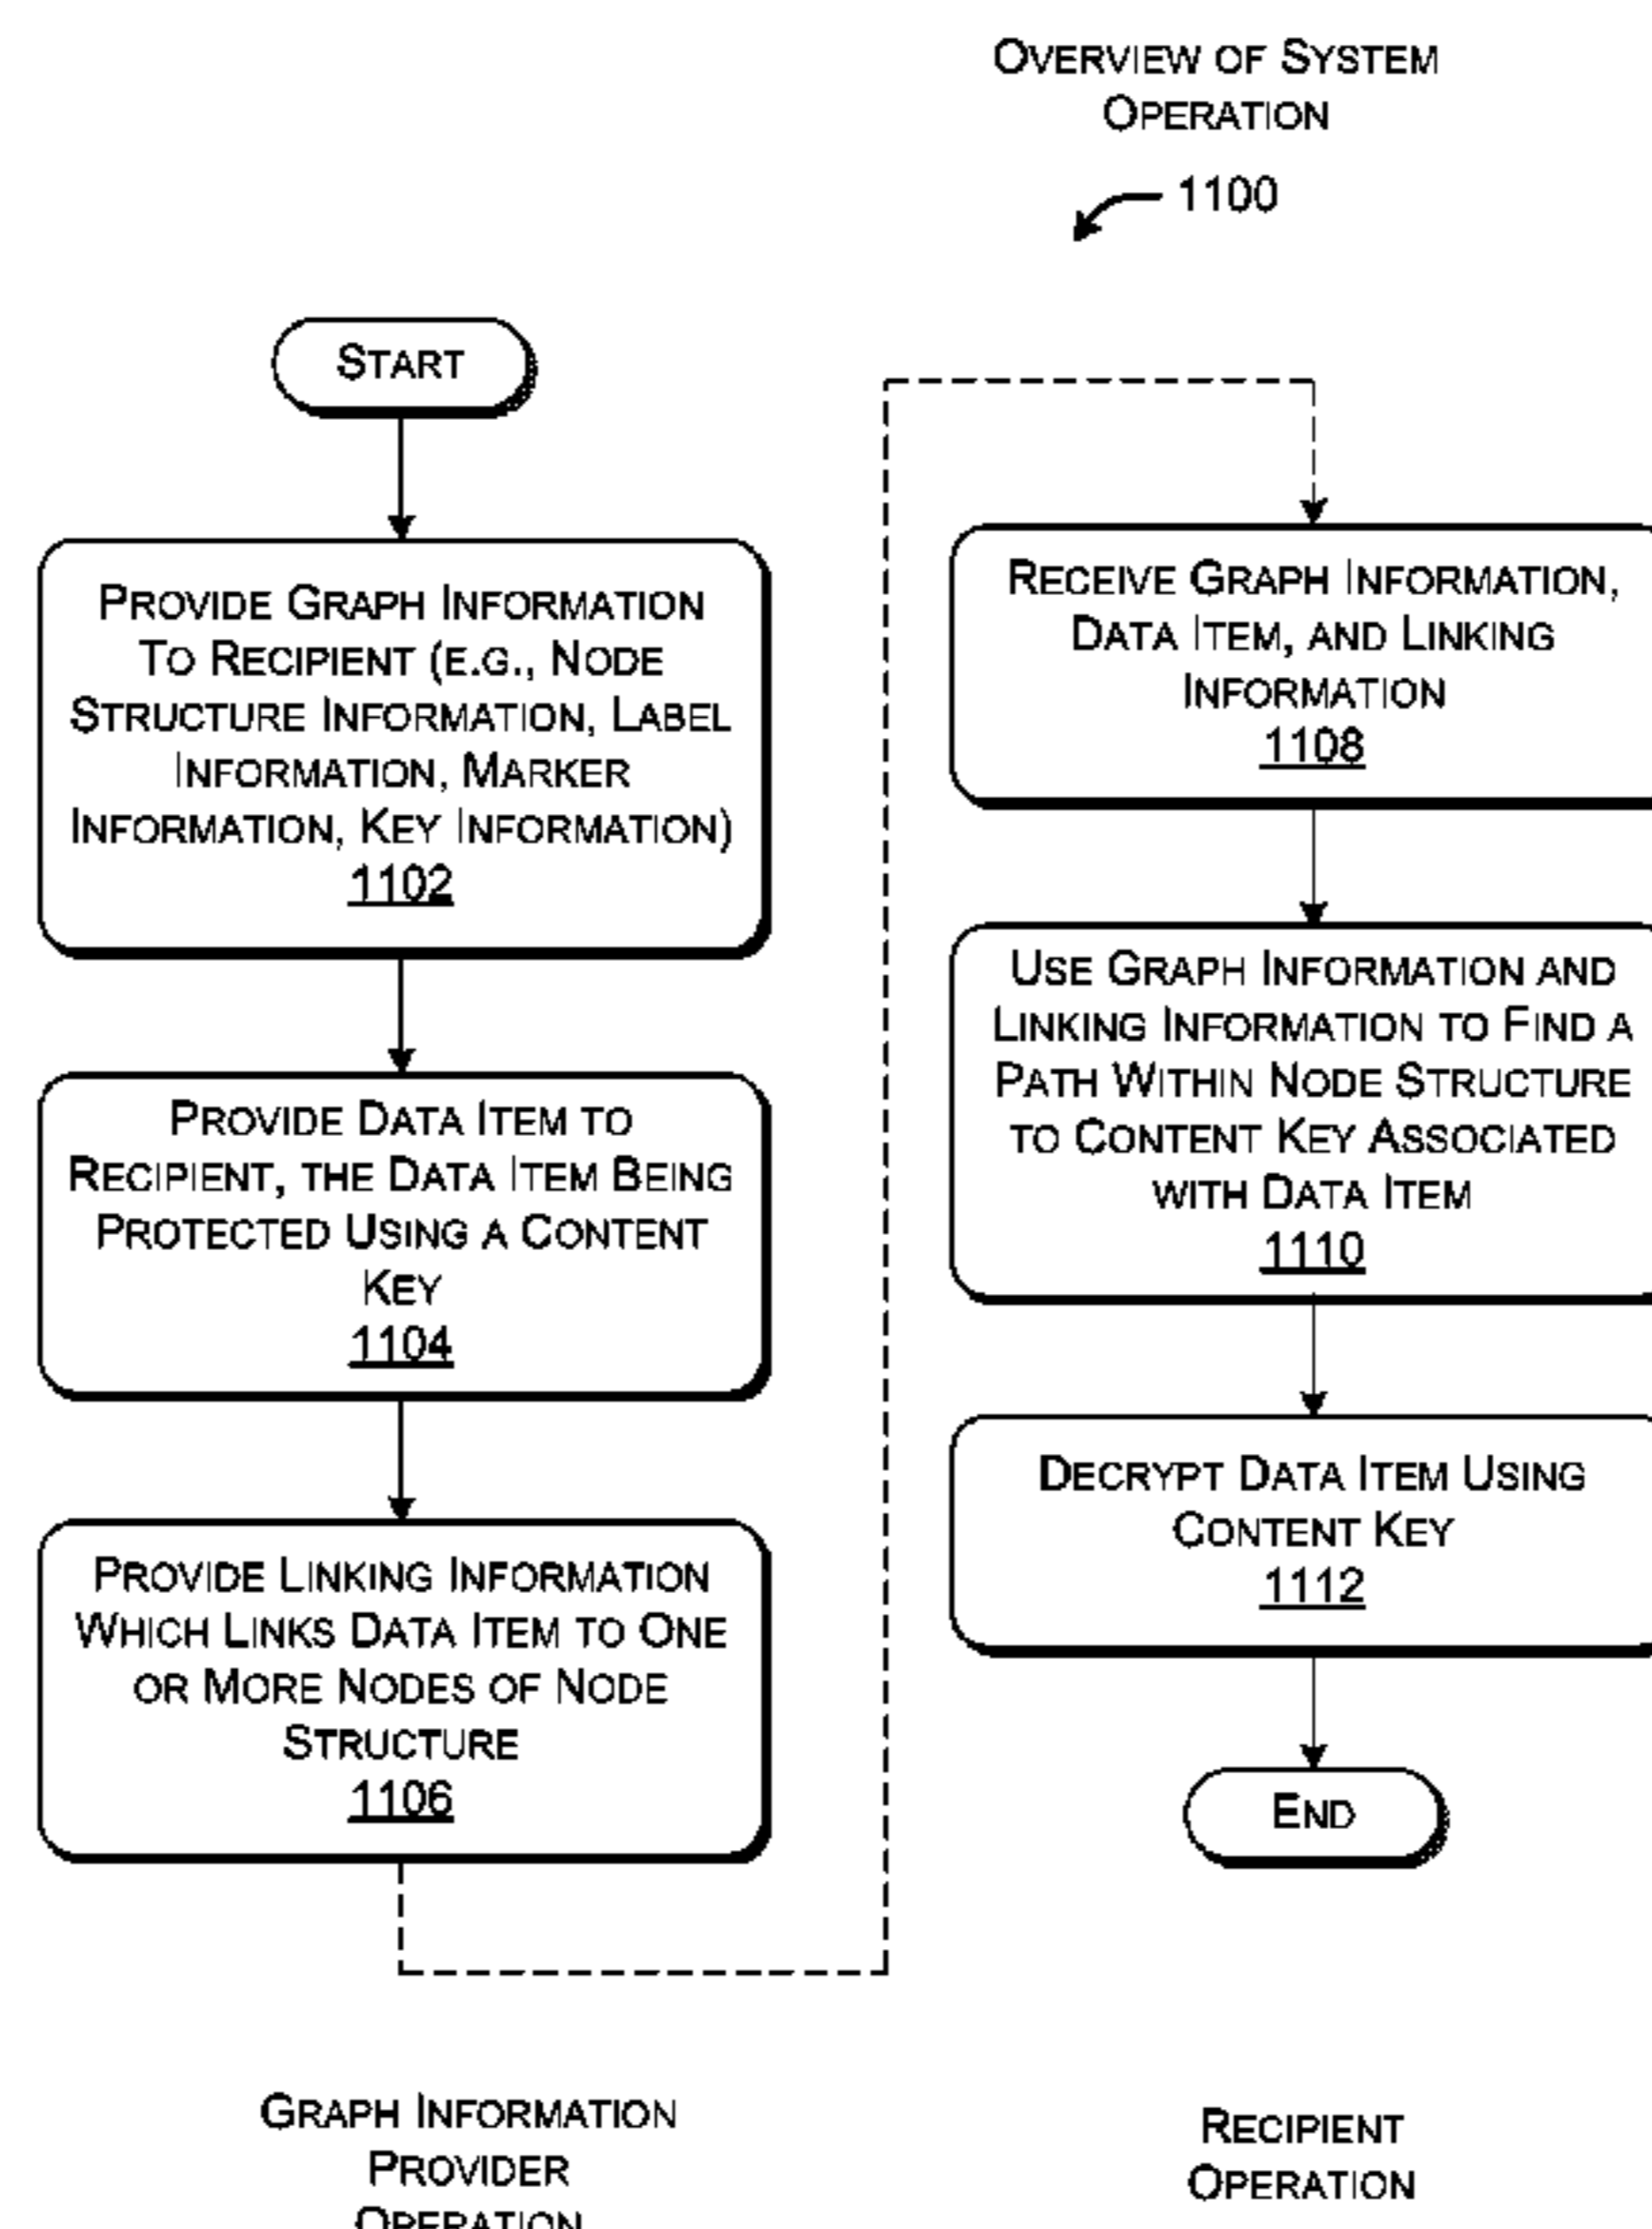 OVERVIEW OF SYSTEM
OPERATION
1100
START
PROVIDE GRAPH INFORMATION
TO RECIPIENT (E.G., NODE
STRUCTURE INFORMATION, LABEL
INFORMATION, MARKER
INFORMATION, KEY INFORMATION)
1102
PROVIDE DATA ITEM TO
RECIPIENT, THE DATA ITEM BEING
PROTECTED USING A CONTENT
KEY
1104
PROVIDE LINKING INFORMATION
WHICH LINKS DATA ITEM TO ONE
OR MORE NODES OF NODE
STRUCTURE
1106
GRAPH INFORMATION
PROVIDER
OPERATION
RECEIVE GRAPH INFORMATION,
DATA ITEM, AND LINKING
INFORMATION
1108
USE GRAPH INFORMATION AND
LINKING INFORMATION TO FIND A
PATH WITHIN NODE STRUCTURE
TO CONTENT KEY ASSOCIATED
WITH DATA ITEM
1110
DECRYPT DATA ITEM USING
CONTENT KEY
1112
END
RECIPIENT
OPERATION